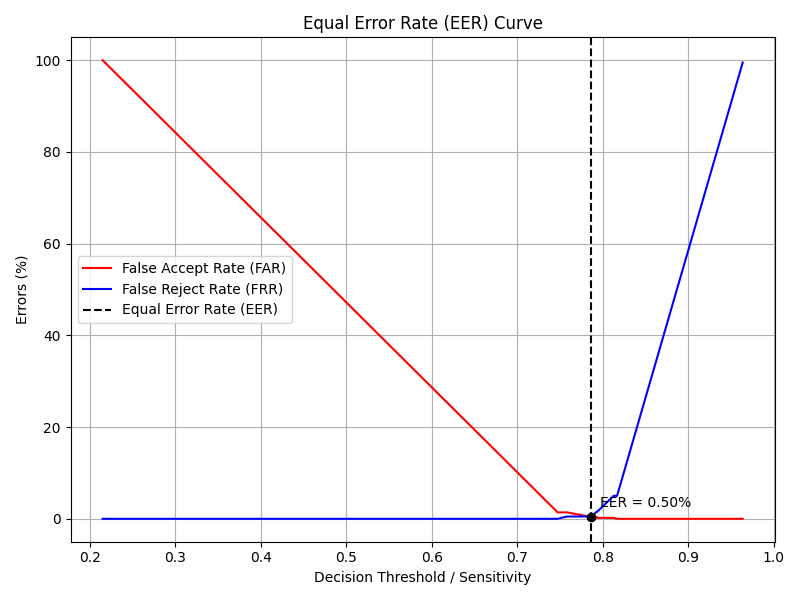 Equal Error Rate (EER) Curve
Errors (%)
100
80
60
40
20
0
False Accept Rate (FAR)
False Reject Rate (FRR)
Equal Error Rate (EER)
EER = 0.50%
0.2 0.3 0.4 0.5 0.6 0.7 0.8 0.9 1.0
Decision Threshold / Sensitivity